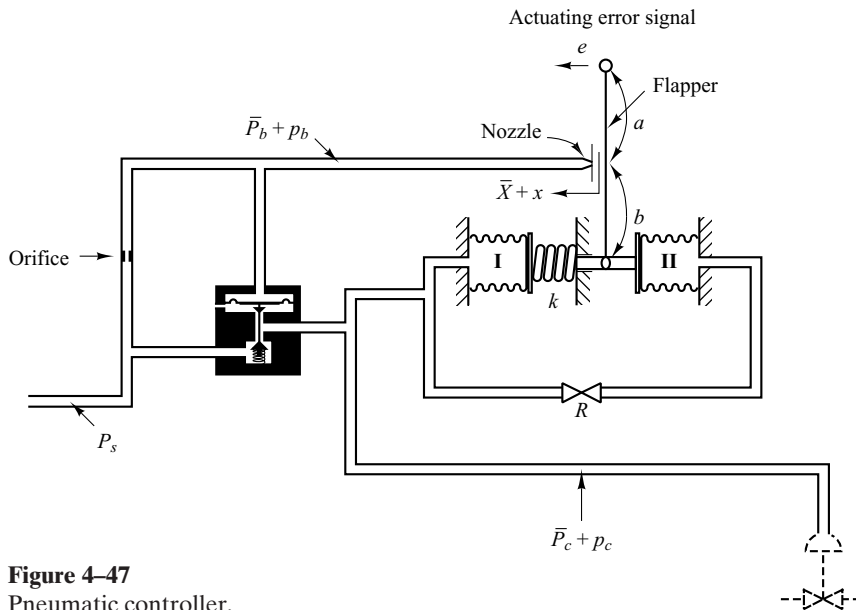 Actuating error signal
e
Flapper
a
P̅b + pb
Nozzle
X̅ + x
b
Orifice
I
II
k
R
Ps
P̅c + pc
Figure 4–47
Pneumatic controller.